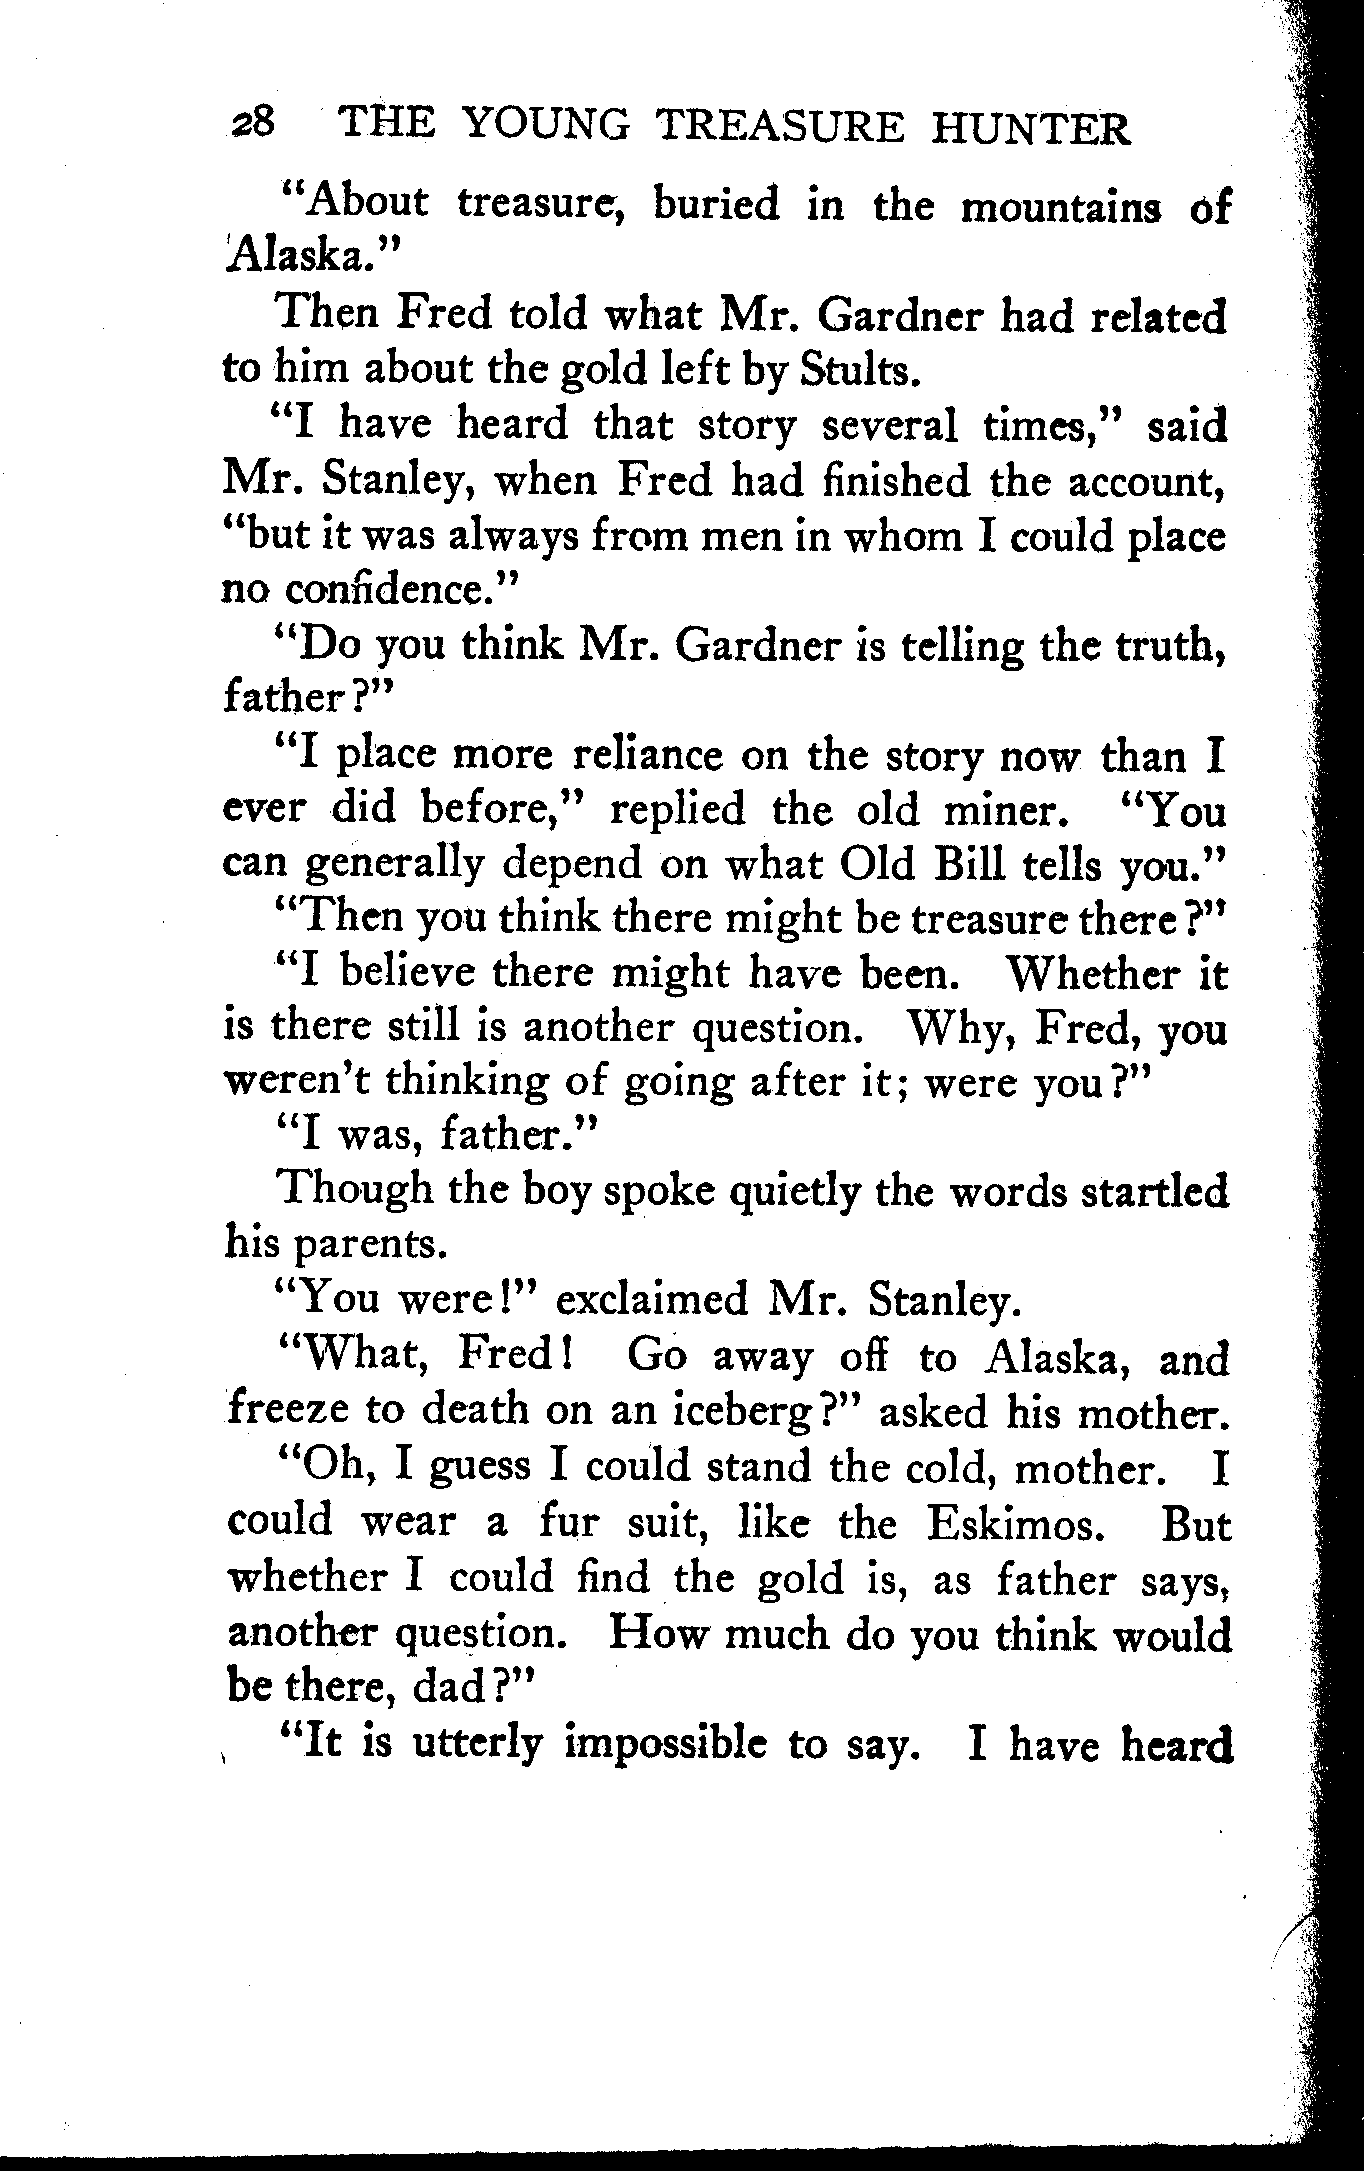 28 THE YOUNG TREASURE HUNTER
"About treasure, buried in the mountains of
Alaska."
Then Fred told what Mr. Gardner had related
to him about the gold left by Stults.
"I have heard that story several times," said
Mr. Stanley, when Fred had finished the account,
"but it was always from men in whom I could place
no confidence."
"Do you think Mr. Gardner is telling the truth,
father?"
"I place more reliance on the story now than I
ever did before," replied the old miner. "You
can generally depend on what Old Bill tells you."
"Then you think there might be treasure there?"
"I believe there might have been. Whether it
is there still is another question. Why, Fred, you
weren't thinking of going after it; were you?"
"I was, father."
Though the boy spoke quietly the words startled
his parents.
"You were!" exclaimed Mr. Stanley.
"What, Fred! Go away off to Alaska, and
freeze to death on an iceberg?" asked his mother.
"Oh, I guess I could stand the cold, mother. I
could wear a fur suit, like the Eskimos. But
whether I could find the gold is, as father says,
another question. How much do you think would
be there, dad?"
"It is utterly impossible to say. I have heard